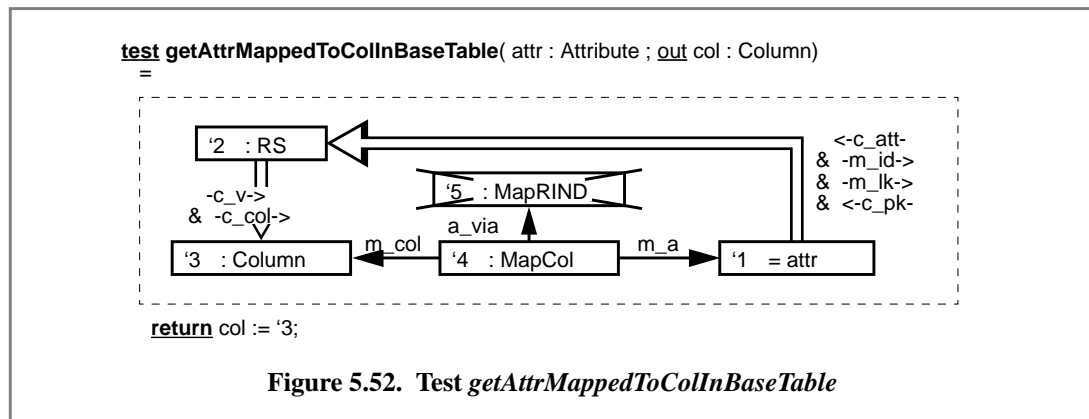 test getAttrMappedToColInBaseTable( attr : Attribute ; out col : Column)
=
‘2 : RS
<-c_att-
& -m_id->
& -m_lk->
& <-c_pk-
‘5 : MapRIND
-c_v->
& -c_col->
a_via
m_col
m_a
‘3 : Column
‘4 : MapCol
‘1 = attr
return col := ‘3;
Figure 5.52. Test getAttrMappedToColInBaseTable